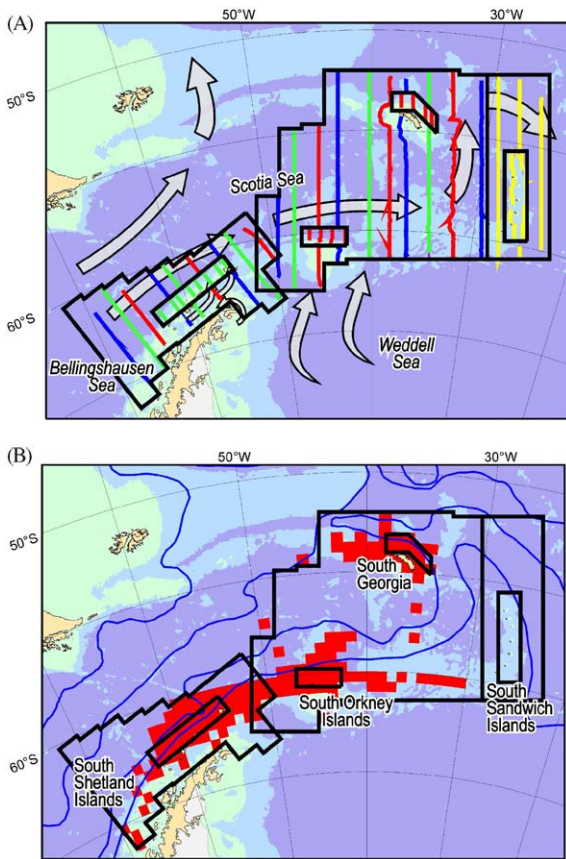 (A)
50°W
30°W
50°S
60°S
Scotia Sea
Bellingshausen
Sea
Weddell
Sea
(B)
50°W
30°W
50°S
60°S
South
Georgia
South Orkney
Islands
South
Sandwich
Islands
South
Shetland
Islands